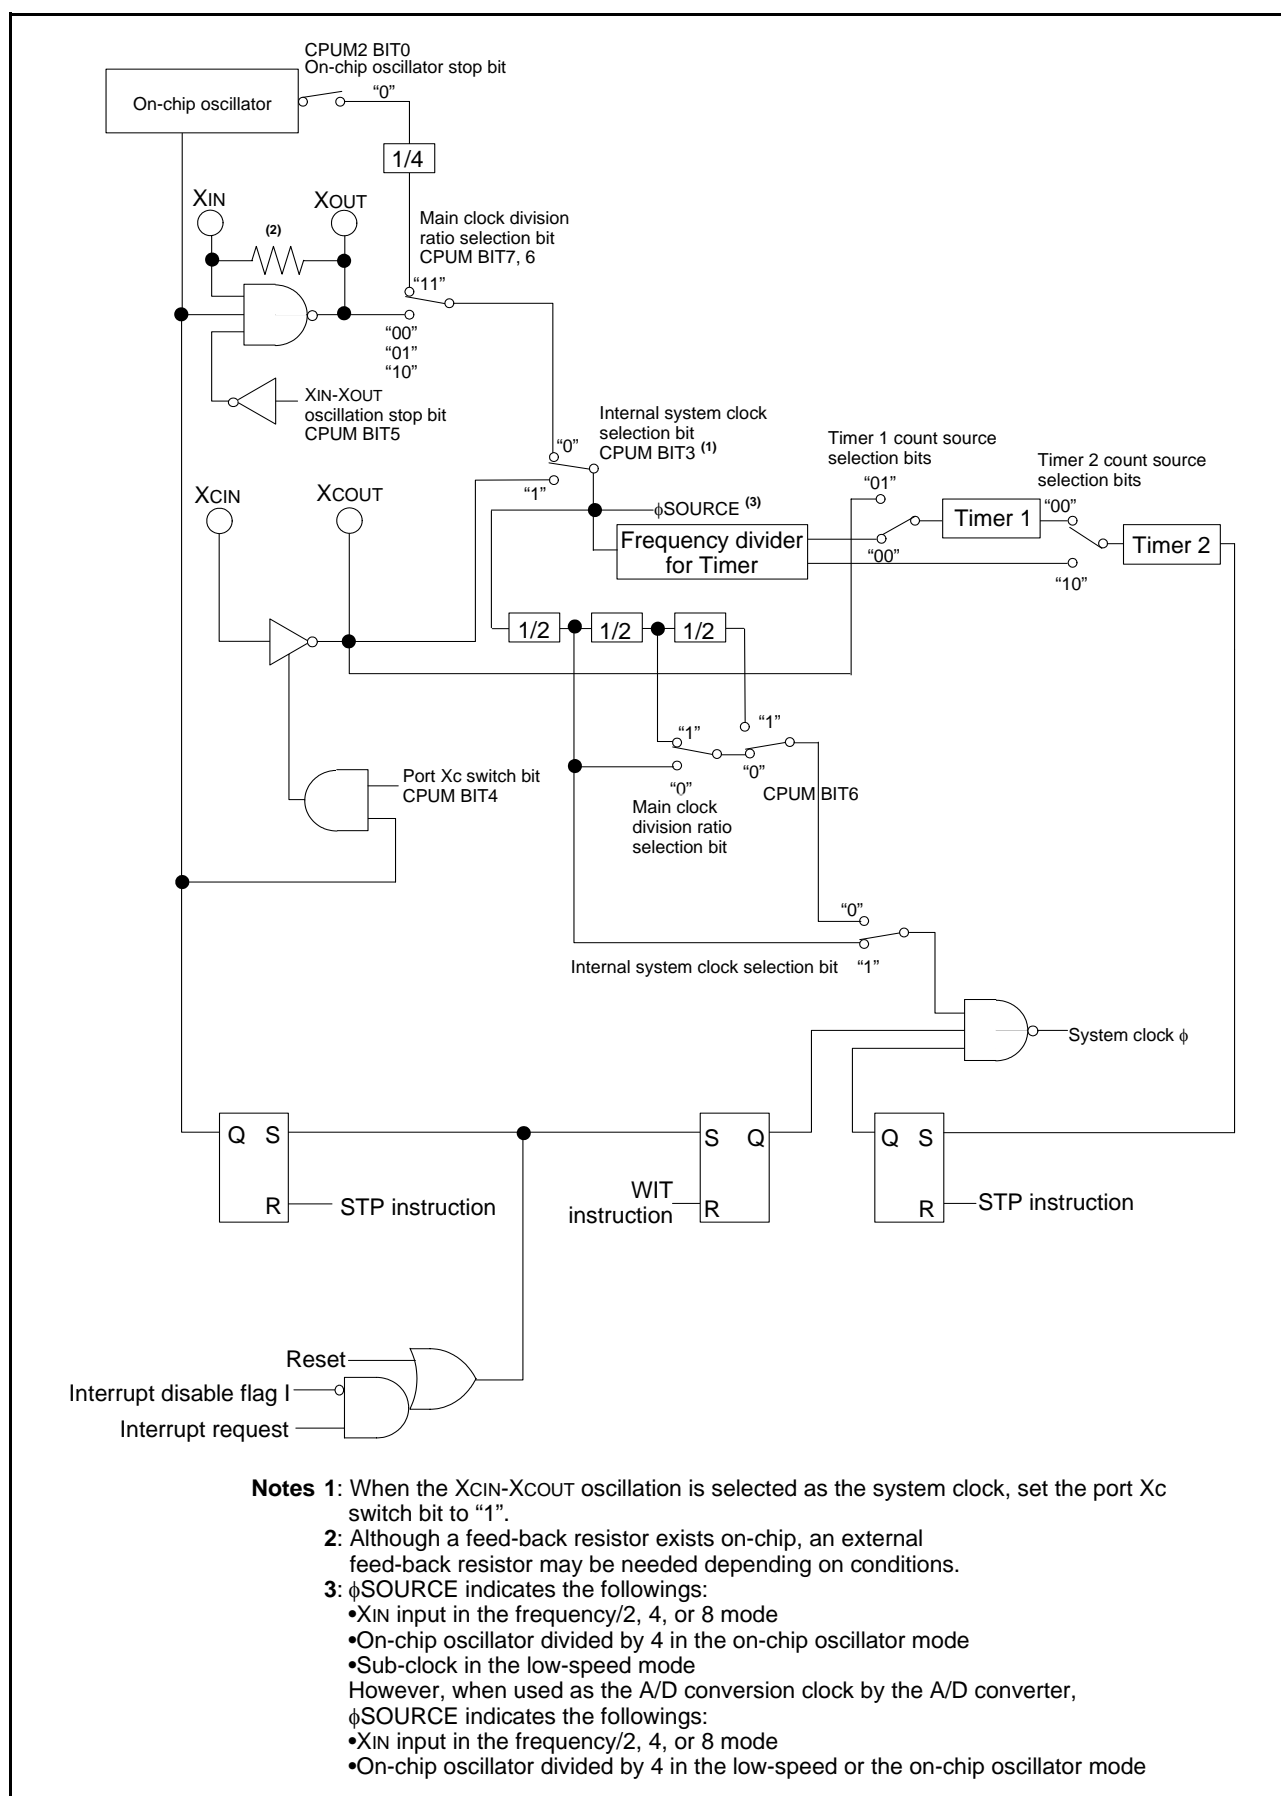 CPUM2 BIT0
On-chip oscillator stop bit
“0”
On-chip oscillator
1/4
XIN
XOUT
(2)
Main clock division
ratio selection bit
CPUM BIT7, 6
“11”
“00”
“01”
“10”
XIN-XOUT
oscillation stop bit
CPUM BIT5
Internal system clock
selection bit
CPUM BIT3 (1)
“0”
“1”
Timer 1 count source
selection bits
“01”
Timer 2 count source
selection bits
XCIN
XCOUT
ϕSOURCE (3)
Frequency divider
for Timer
“00”
Timer 1
“00”
“10”
Timer 2
1/2
1/2
1/2
“1”
“1”
“0”
“0”
Main clock
division ratio
selection bit
CPUM BIT6
Port Xc switch bit
CPUM BIT4
“0”
Internal system clock selection bit “1”
System clock ϕ
Q S
R
STP instruction
S Q
R
WIT
instruction
Q S
R
STP instruction
Reset
Interrupt disable flag I
Interrupt request
Notes 1: When the XCIN-XCOUT oscillation is selected as the system clock, set the port Xc
switch bit to “1”.
2: Although a feed-back resistor exists on-chip, an external
feed-back resistor may be needed depending on conditions.
3: ϕSOURCE indicates the followings:
•XIN input in the frequency/2, 4, or 8 mode
•On-chip oscillator divided by 4 in the on-chip oscillator mode
•Sub-clock in the low-speed mode
However, when used as the A/D conversion clock by the A/D converter,
ϕSOURCE indicates the followings:
•XIN input in the frequency/2, 4, or 8 mode
•On-chip oscillator divided by 4 in the low-speed or the on-chip oscillator mode